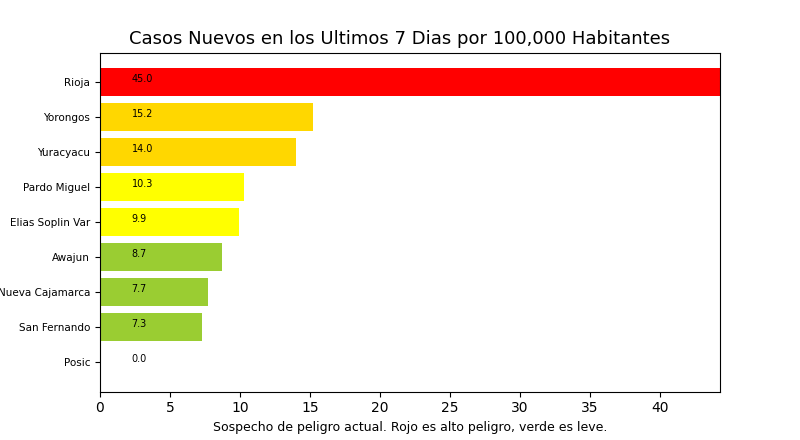 Casos Nuevos en los Ultimos 7 Dias por 100,000 Habitantes
Rioja 45.0
Yorongos 15.2
Yuracyacu 14.0
Pardo Miguel 10.3
Elias Soplin Var 9.9
Awajun 8.7
Nueva Cajamarca 7.7
San Fernando 7.3
Posic 0.0
0 5 10 15 20 25 30 35 40
Sospecho de peligro actual. Rojo es alto peligro, verde es leve.